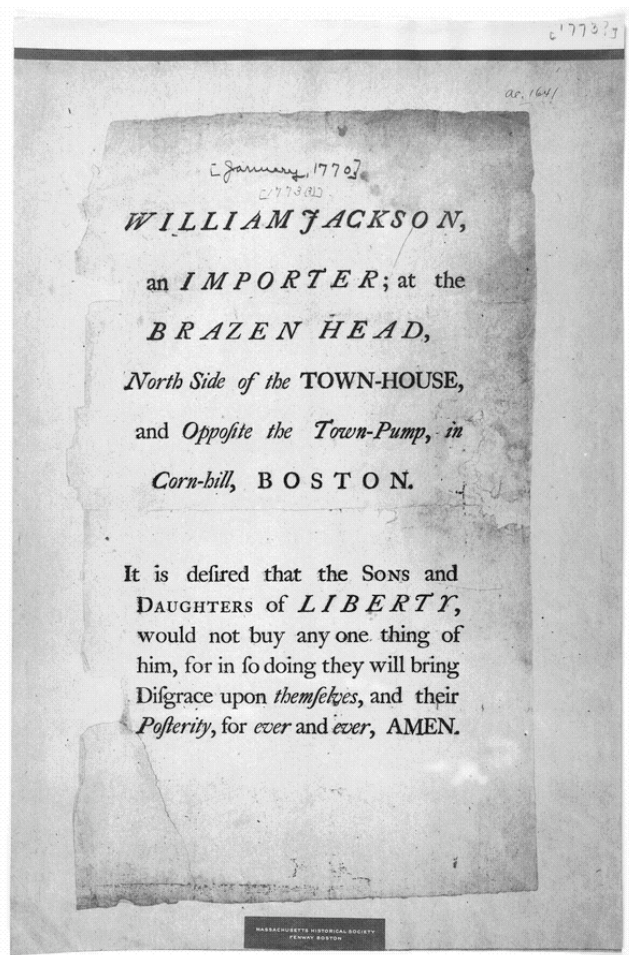 [1773?]
ac. 1641
[January, 1770]
WILLIAM JACKSON,
an IMPORTER; at the
BRAZEN HEAD,
North Side of the TOWN-HOUSE,
and Oppoſite the Town-Pump, in
Corn-hill, BOSTON.
It is deſired that the SONS and
DAUGHTERS of LIBERTY,
would not buy any one thing of
him, for in ſo doing they will bring
Diſgrace upon themſelves, and their
Poſterity, for ever and ever, AMEN.
MASSACHUSETTS HISTORICAL SOCIETY
FENWAY BOSTON